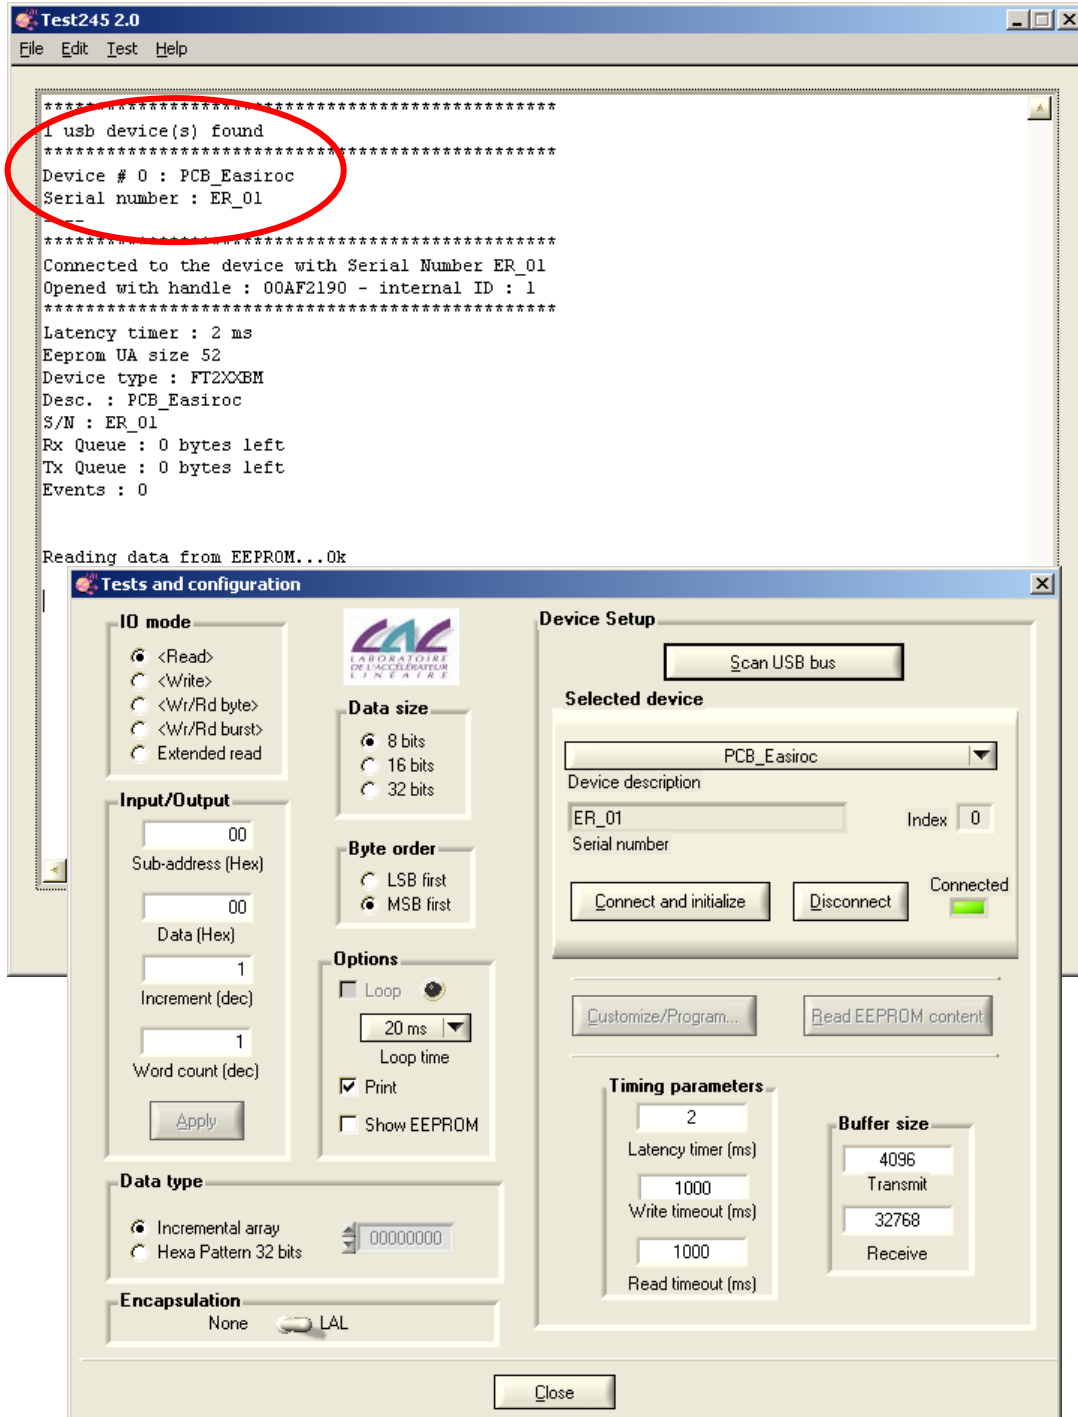 Test245 2.0
File Edit Test Help
*************************************************
1 usb device(s) found
*************************************************
Device # 0 : PCB_Easiroc
Serial number : ER_01
----
*************************************************
Connected to the device with Serial Number ER_01
Opened with handle : 00AF2190 - internal ID : 1
*************************************************
Latency timer : 2 ms
Eeprom UA size 52
Device type : FT2XXBM
Desc. : PCB_Easiroc
S/N : ER_01
Rx Queue : 0 bytes left
Tx Queue : 0 bytes left
Events : 0
Reading data from EEPROM...Ok
Tests and configuration
IO mode
<Read>
<Write>
<Wr/Rd byte>
<Wr/Rd burst>
Extended read
Input/Output
00
Sub-address (Hex)
00
Data (Hex)
1
Increment (dec)
1
Word count (dec)
Apply
LAL
LABORATOIRE
DE L'ACCÉLÉRATEUR
LINÉAIRE
Data size
8 bits
16 bits
32 bits
Byte order
LSB first
MSB first
Options
Loop
20 ms
Loop time
Print
Show EEPROM
Data type
Incremental array
Hexa Pattern 32 bits
00000000
Encapsulation
None LAL
Device Setup
Scan USB bus
Selected device
PCB_Easiroc
Device description
ER_01
Index 0
Serial number
Connect and initialize
Disconnect
Connected
Customize/Program...
Read EEPROM content
Timing parameters
2
Latency timer (ms)
1000
Write timeout (ms)
1000
Read timeout (ms)
Buffer size
4096
Transmit
32768
Receive
Close